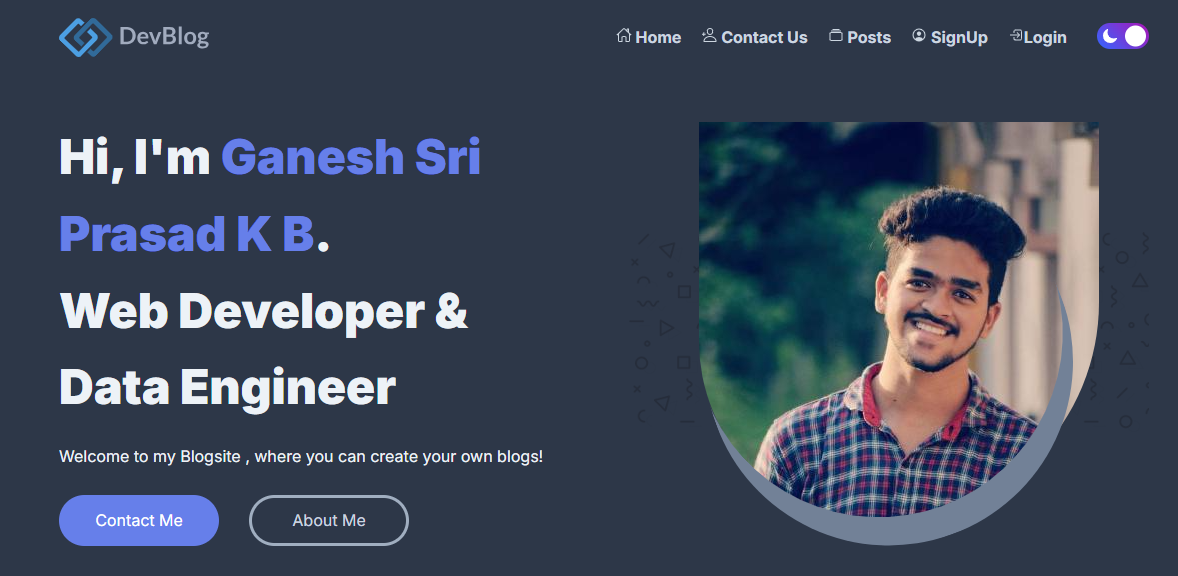 DevBlog
Home
Contact Us
Posts
SignUp
Login
Hi, I'm Ganesh Sri
Prasad K B.
Web Developer &
Data Engineer
Welcome to my Blogsite , where you can create your own blogs!
Contact Me
About Me